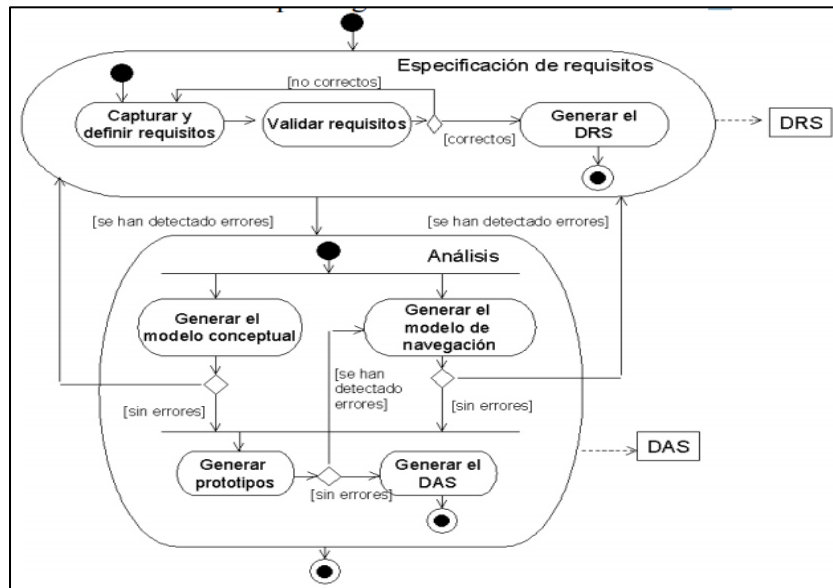 Especificación de requisitos
[no correctos]
Capturar y
definir requisitos
Validar requisitos
Generar el
DRS
[correctos]
DRS
[se han detectado errores]
[se han detectado errores]
Análisis
Generar el
modelo conceptual
Generar el
modelo de
navegación
[se han
detectado
errores]
[sin errores]
[sin errores]
Generar
prototipos
[sin errores]
Generar el
DAS
DAS